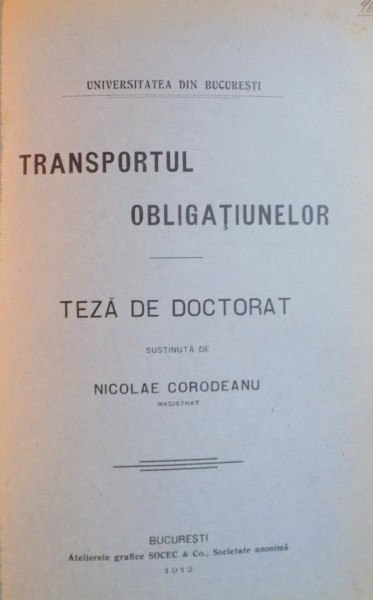 UNIVERSITATEA DIN BUCUREȘTI
TRANSPORTUL
OBLIGAȚIUNELOR
TEZĂ DE DOCTORAT
SUSȚINUTĂ DE
NICOLAE CORODEANU
MAGISTRAT
BUCUREȘTI
Atelierele grafice SOCEC & Co., Societate anonimă
1912